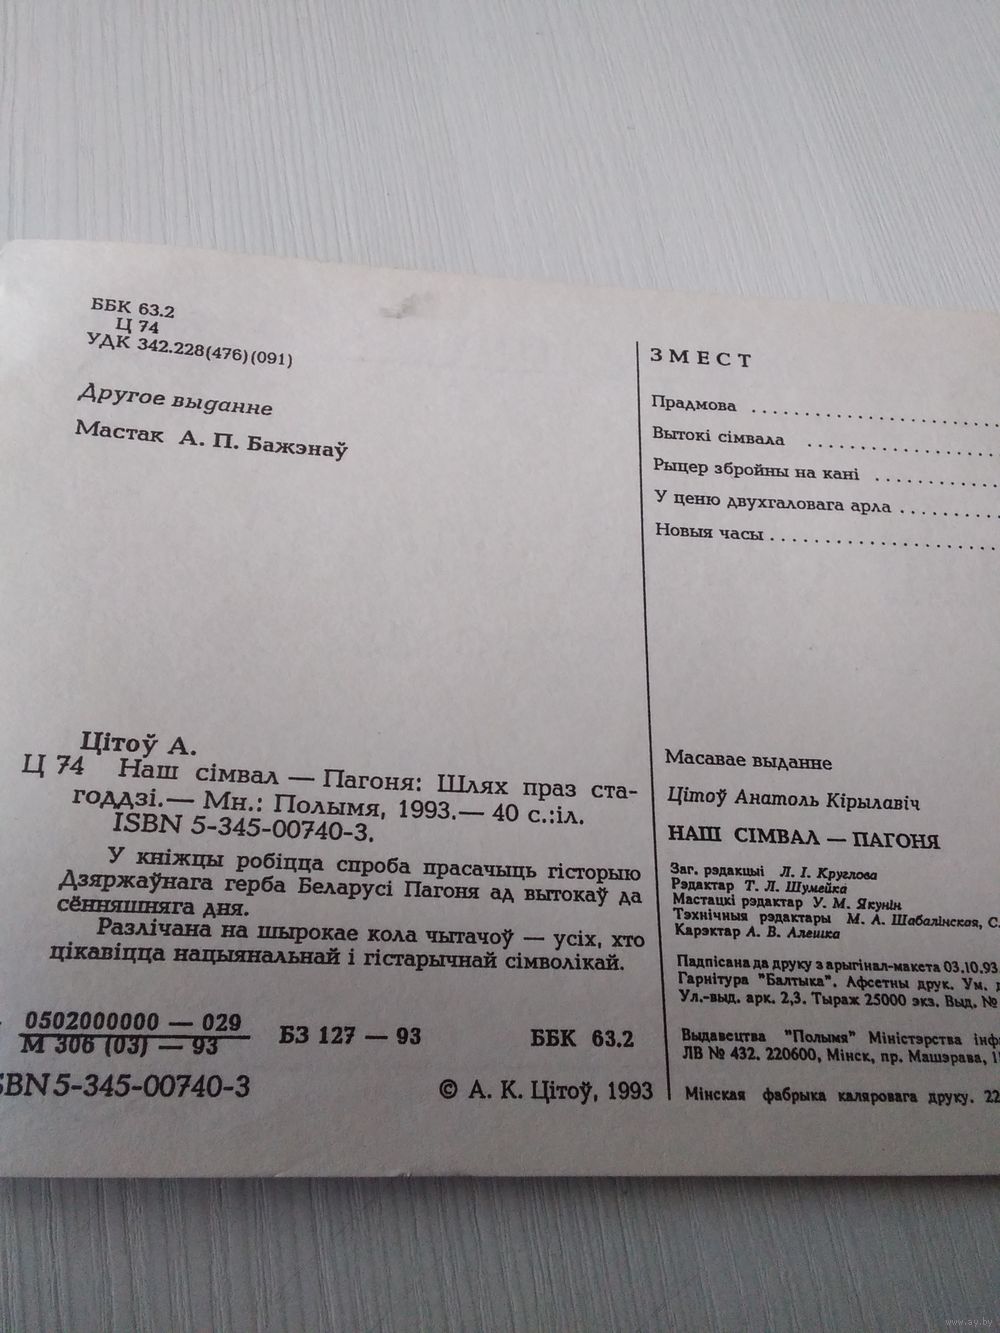 ББК 63.2
Ц 74
УДК 342.228(476)(091)
Другое выданне
Мастак А. П. Бажэнаў
Цітоў А.
Ц 74 Наш сімвал — Пагоня: Шлях праз ста-
годдзі.— Мн.: Полымя, 1993.— 40 с.:іл.
ISBN 5-345-00740-3.
У кніжцы робіцца спроба прасачыць гісторыю
Дзяржаўнага герба Беларусі Пагоня ад вытокаў да
сённяшняга дня.
Разлічана на шырокае кола чытачоў — усіх, хто
цікавіцца нацыянальнай і гістарычнай сімволікай.
0502000000 — 029
М 306 (03) — 93
БЗ 127 — 93
ББК 63.2
SBN 5-345-00740-3
© А. К. Цітоў, 1993
ЗМЕСТ
Прадмова ....................
Вытокі сімвала ................
Рыцер збройны на кані ..........
У ценю двухгаловага арла ........
Новыя часы ...................
Масавае выданне
Цітоў Анатоль Кірылавіч
НАШ СІМВАЛ — ПАГОНЯ
Заг. рэдакцыі Л. І. Круглова
Рэдактар Т. Л. Шумейка
Мастацкі рэдактар У. М. Якунін
Тэхнічныя рэдактары М. А. Шабалінская, С.
Карэктар А. В. Алешка
Падпісана да друку з арыгінал-макета 03.10.93
Гарнітура "Балтыка". Афсетны друк. Ум.
Ул.-выд. арк. 2,3. Тыраж 25000 экз. Выд. №
Выдавецтва "Полымя" Міністэрства інф
ЛВ № 432. 220600, Мінск, пр. Машэрава, 1
Мінская фабрыка каляровага друку. 22
www.ay.by